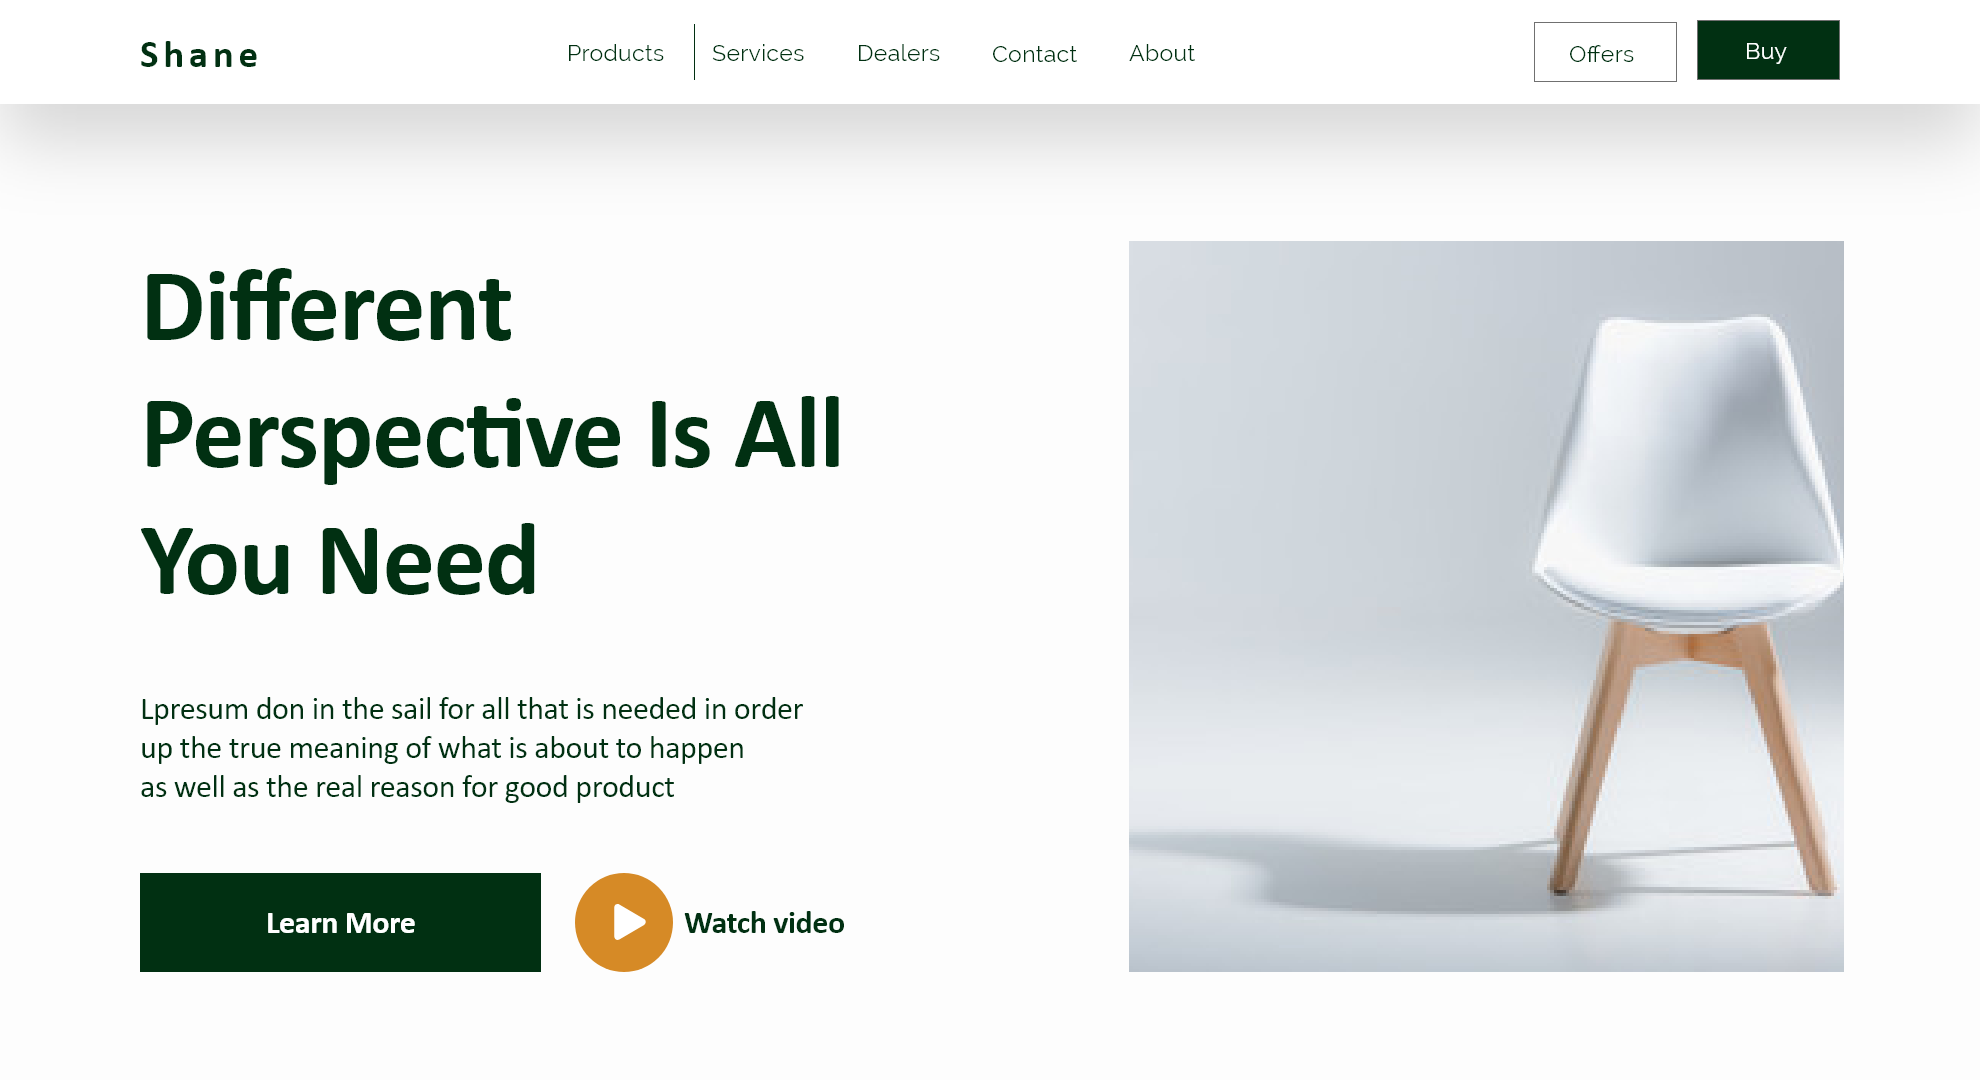 Shane
Products
Services
Dealers
Contact
About
Offers
Buy
Different
Perspective Is All
You Need
Lpresum don in the sail for all that is needed in order
up the true meaning of what is about to happen
as well as the real reason for good product
Learn More
Watch video